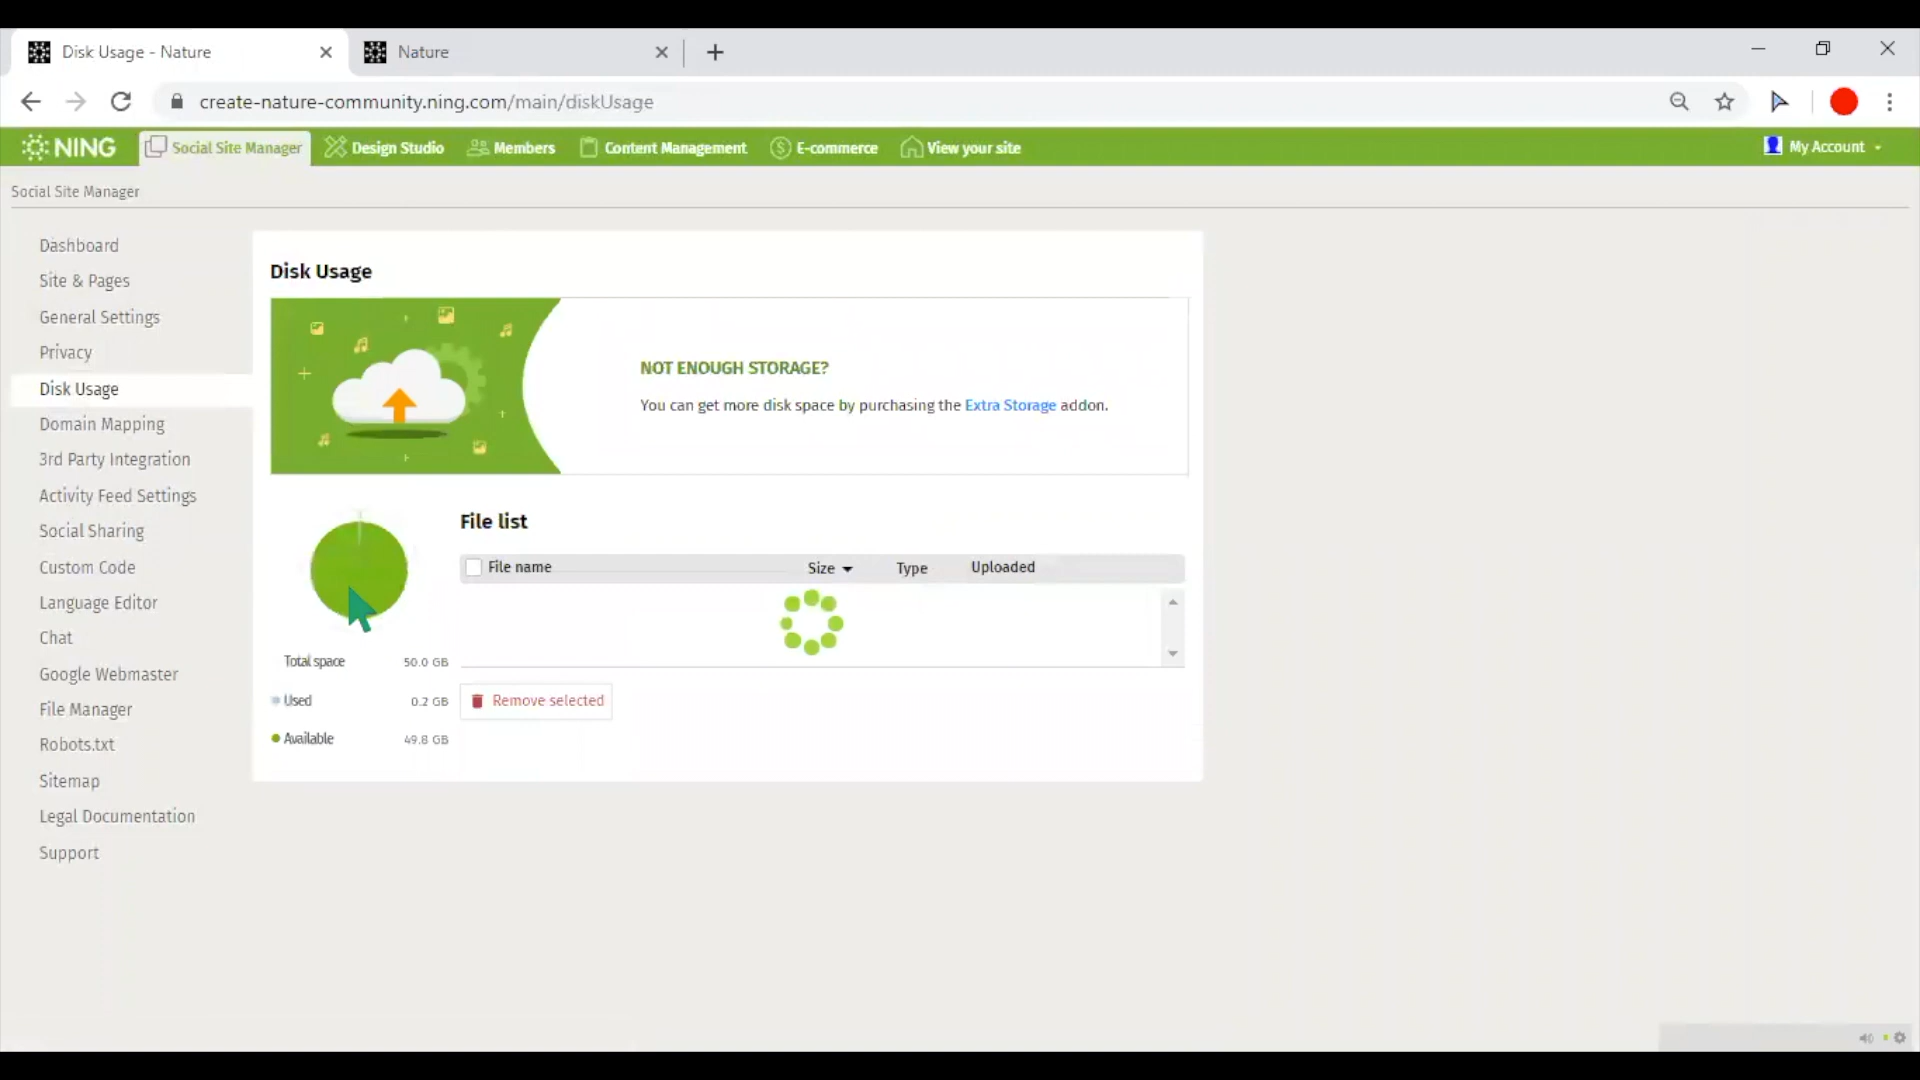 Disk Usage - Nature
Nature
create-nature-community.ning.com/main/diskUsage
NING
Social Site Manager
Design Studio
Members
Content Management
E-commerce
View your site
My Account
Social Site Manager
Dashboard
Site & Pages
General Settings
Privacy
Disk Usage
Domain Mapping
3rd Party Integration
Activity Feed Settings
Social Sharing
Custom Code
Language Editor
Chat
Google Webmaster
File Manager
Robots.txt
Sitemap
Legal Documentation
Support
Disk Usage
NOT ENOUGH STORAGE?
You can get more disk space by purchasing the Extra Storage addon.
Total space 50.0 GB
Used 0.2 GB
Available 49.8 GB
File list
File name Size Type Uploaded
Remove selected